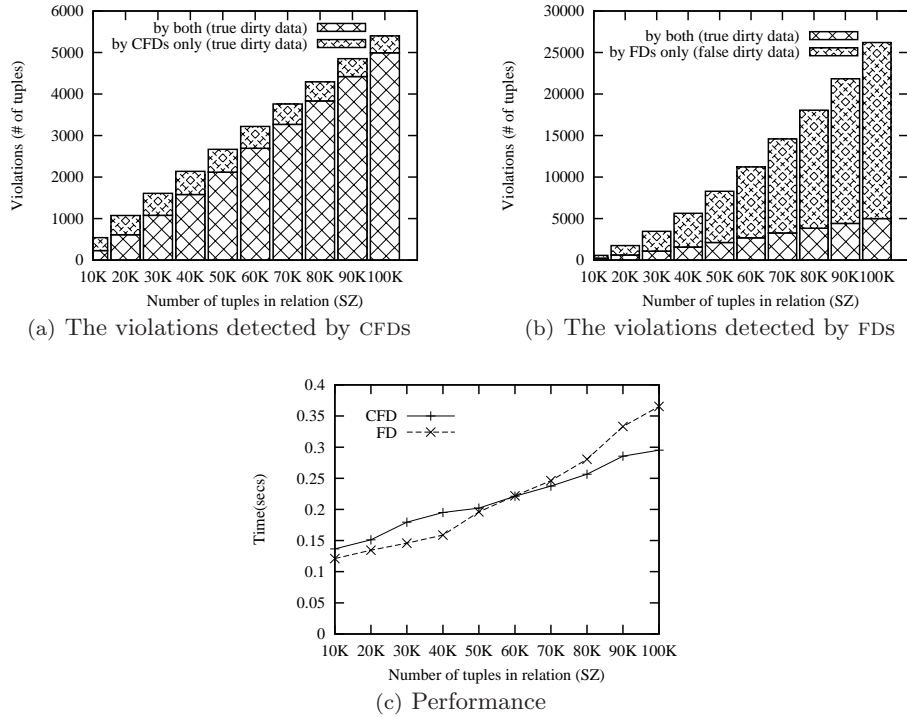 6000
5000
4000
3000
2000
1000
0
Violations (# of tuples)
by both (true dirty data)
by CFDs only (true dirty data)
10K 20K 30K 40K 50K 60K 70K 80K 90K 100K
Number of tuples in relation (SZ)
(a) The violations detected by CFDs
30000
25000
20000
15000
10000
5000
0
Violations (# of tuples)
by both (true dirty data)
by FDs only (false dirty data)
10K 20K 30K 40K 50K 60K 70K 80K 90K 100K
Number of tuples in relation (SZ)
(b) The violations detected by FDs
0.4
0.35
0.3
0.25
0.2
0.15
0.1
0.05
0
Time(secs)
CFD
FD
10K 20K 30K 40K 50K 60K 70K 80K 90K 100K
Number of tuples in relation (SZ)
(c) Performance